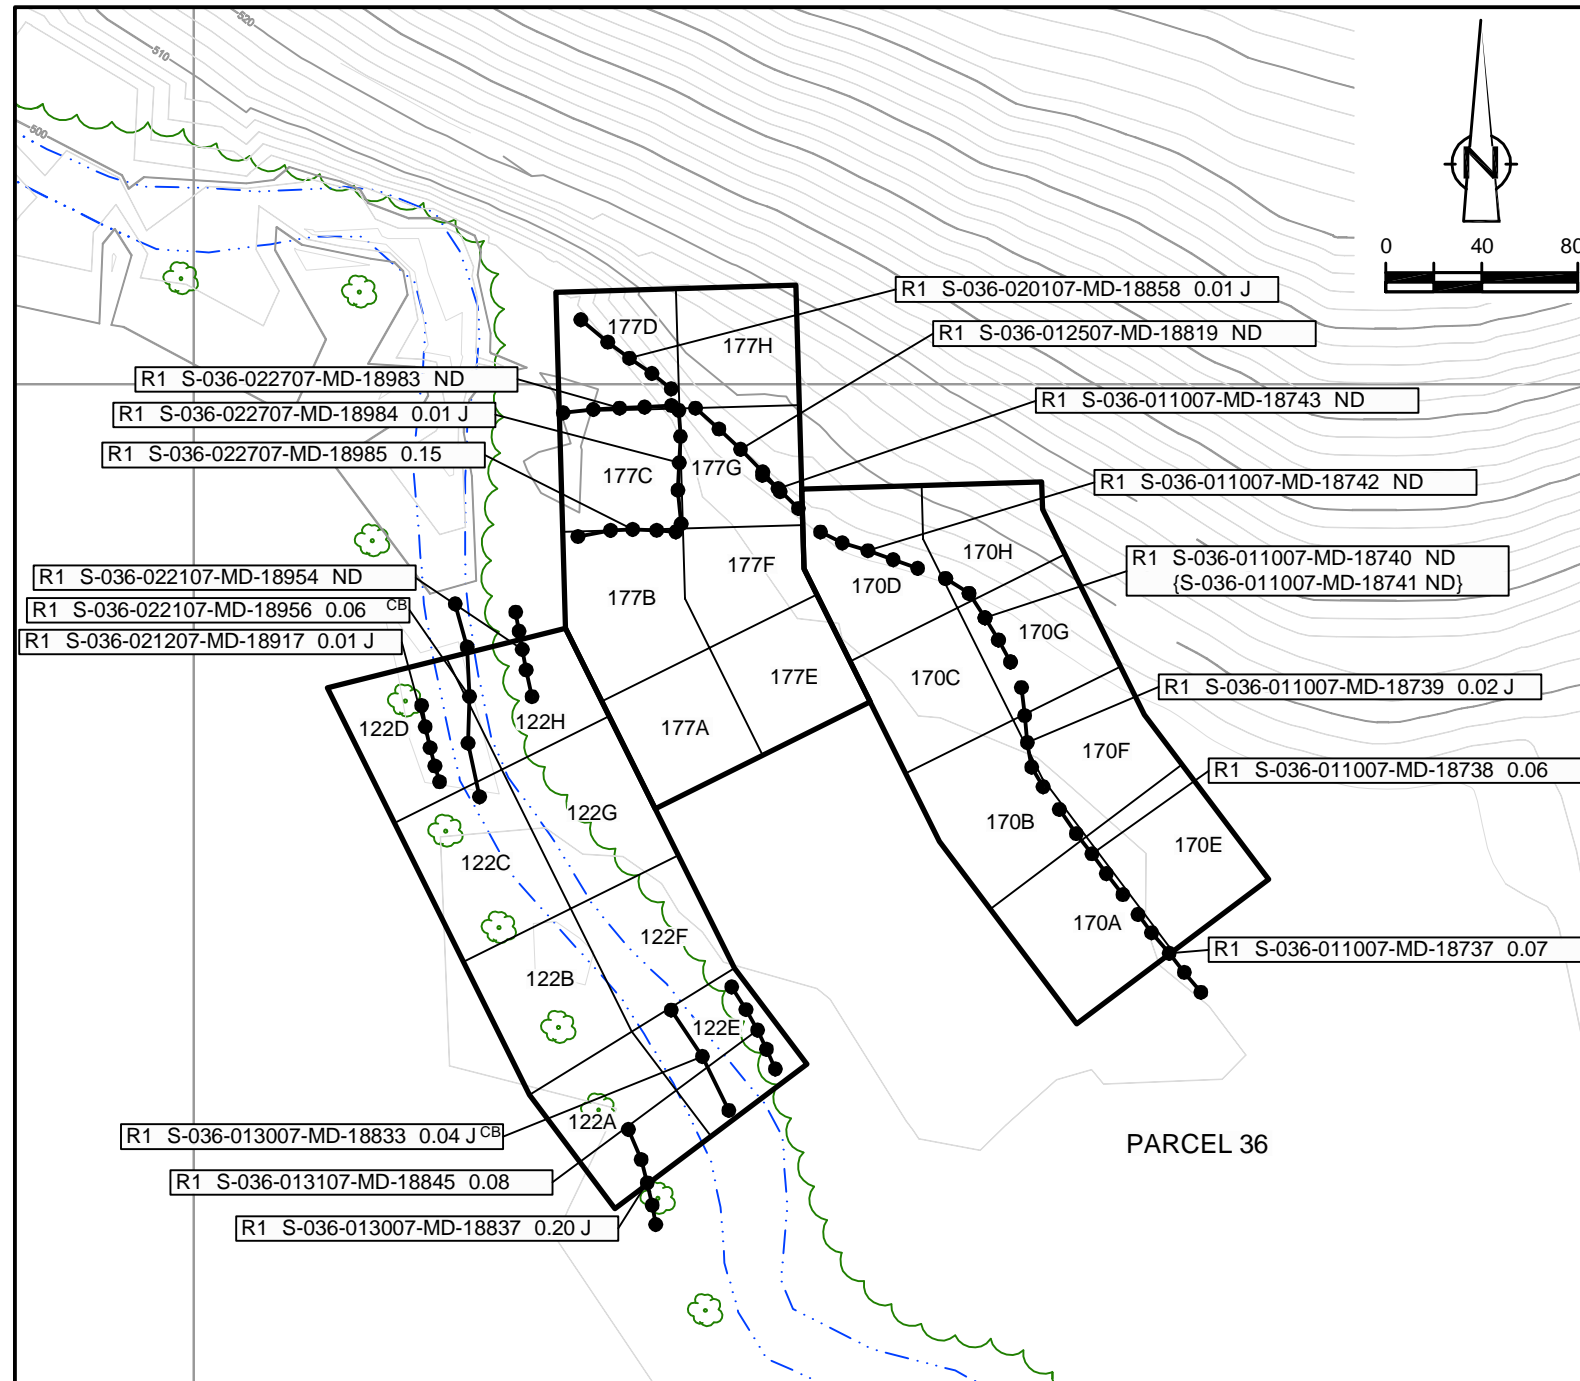 520
510
500
N
0 40 80
R1 S-036-020107-MD-18858 0.01 J
R1 S-036-012507-MD-18819 ND
R1 S-036-022707-MD-18983 ND
R1 S-036-022707-MD-18984 0.01 J
R1 S-036-022707-MD-18985 0.15
R1 S-036-011007-MD-18743 ND
R1 S-036-011007-MD-18742 ND
R1 S-036-011007-MD-18740 ND
{S-036-011007-MD-18741 ND}
R1 S-036-022107-MD-18954 ND
R1 S-036-022107-MD-18956 0.06 CB
R1 S-036-021207-MD-18917 0.01 J
R1 S-036-011007-MD-18739 0.02 J
R1 S-036-011007-MD-18738 0.06
R1 S-036-011007-MD-18737 0.07
R1 S-036-013007-MD-18833 0.04 J CB
R1 S-036-013107-MD-18845 0.08
R1 S-036-013007-MD-18837 0.20 J
177D
177H
177C
177G
177B
177F
177A
177E
170D
170H
170C
170G
170B
170F
170A
170E
122D
122H
122C
122G
122B
122F
122A
122E
PARCEL 36